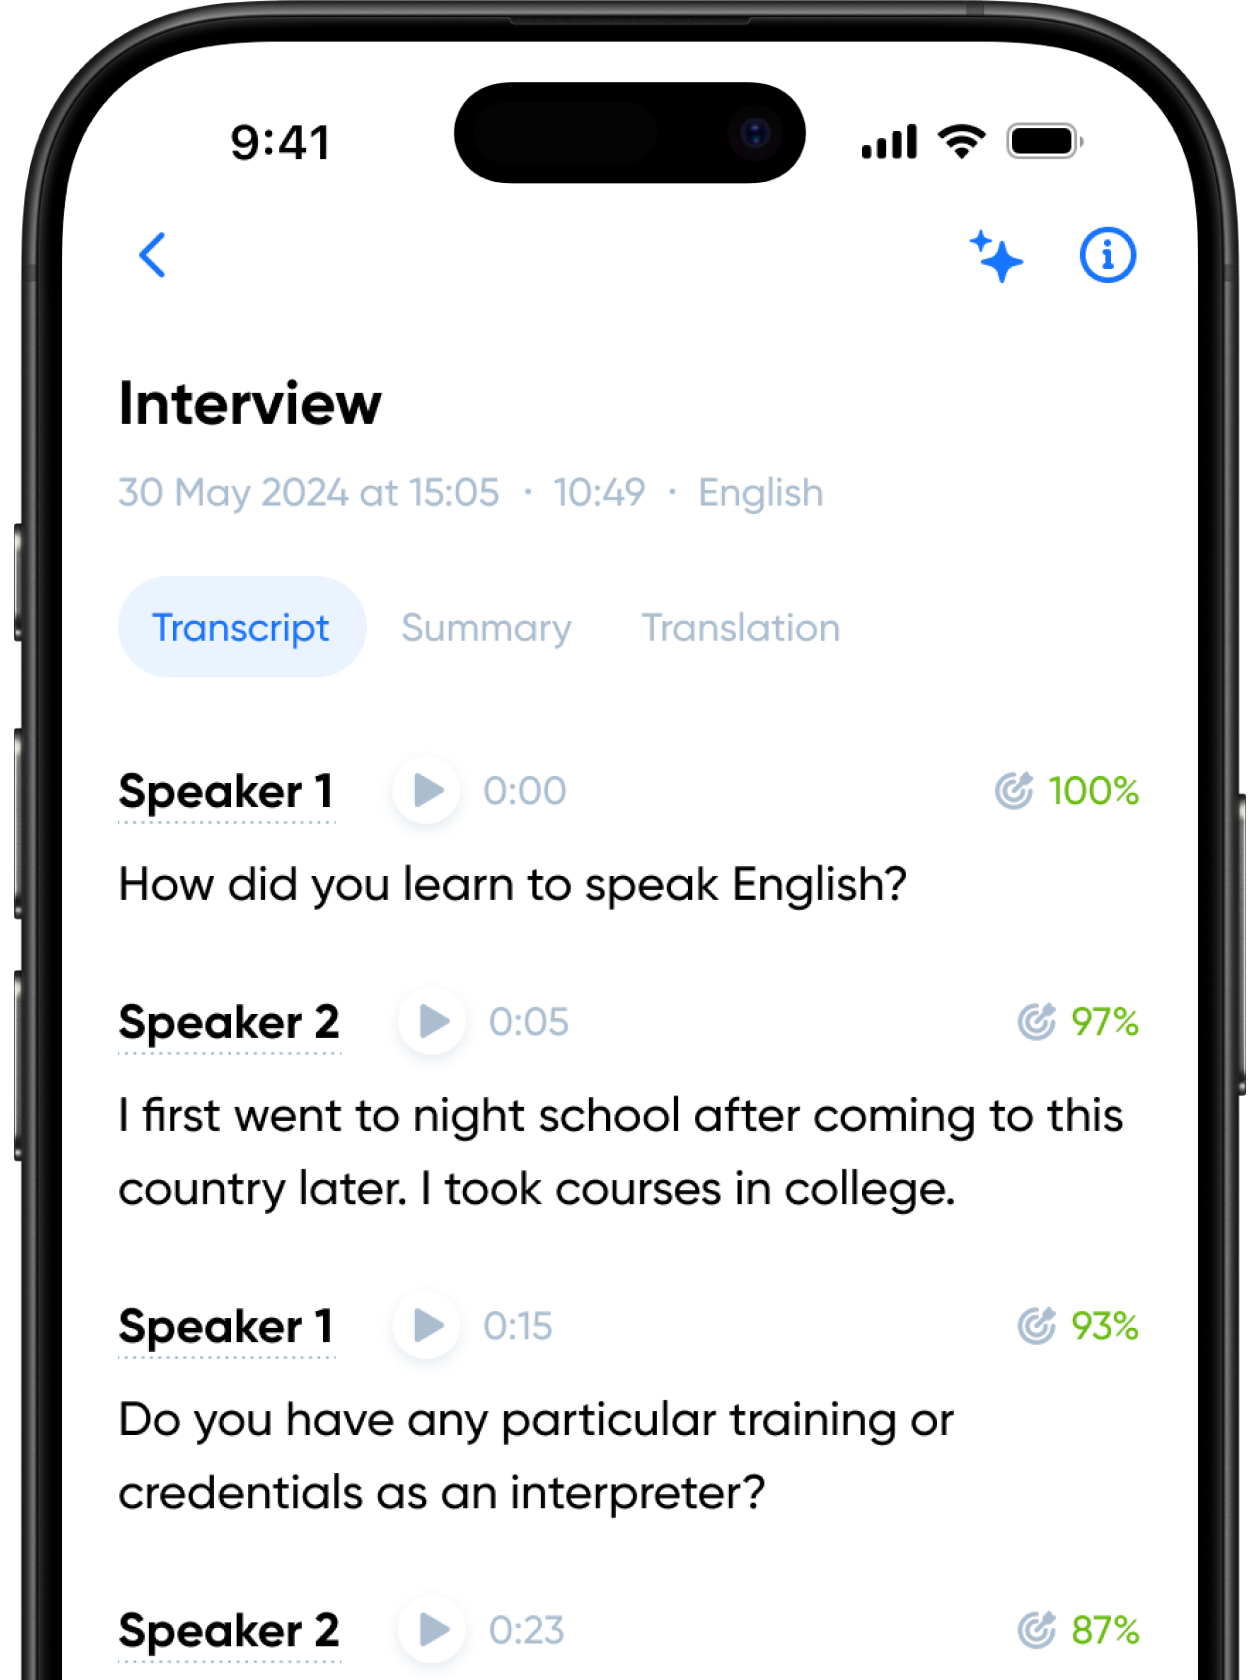 9:41
Interview
30 May 2024 at 15:05 · 10:49 · English
Transcript Summary Translation
Speaker 1 0:00 100%
How did you learn to speak English?
Speaker 2 0:05 97%
I first went to night school after coming to this
country later. I took courses in college.
Speaker 1 0:15 93%
Do you have any particular training or
credentials as an interpreter?
Speaker 2 0:23 87%